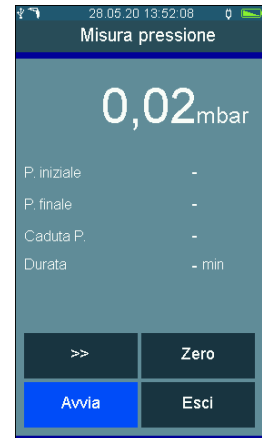 28.05.20 13:52:08
Misura pressione
0,02mbar
P. iniziale -
P. finale -
Caduta P. -
Durata - min
>> Zero
Avvia Esci